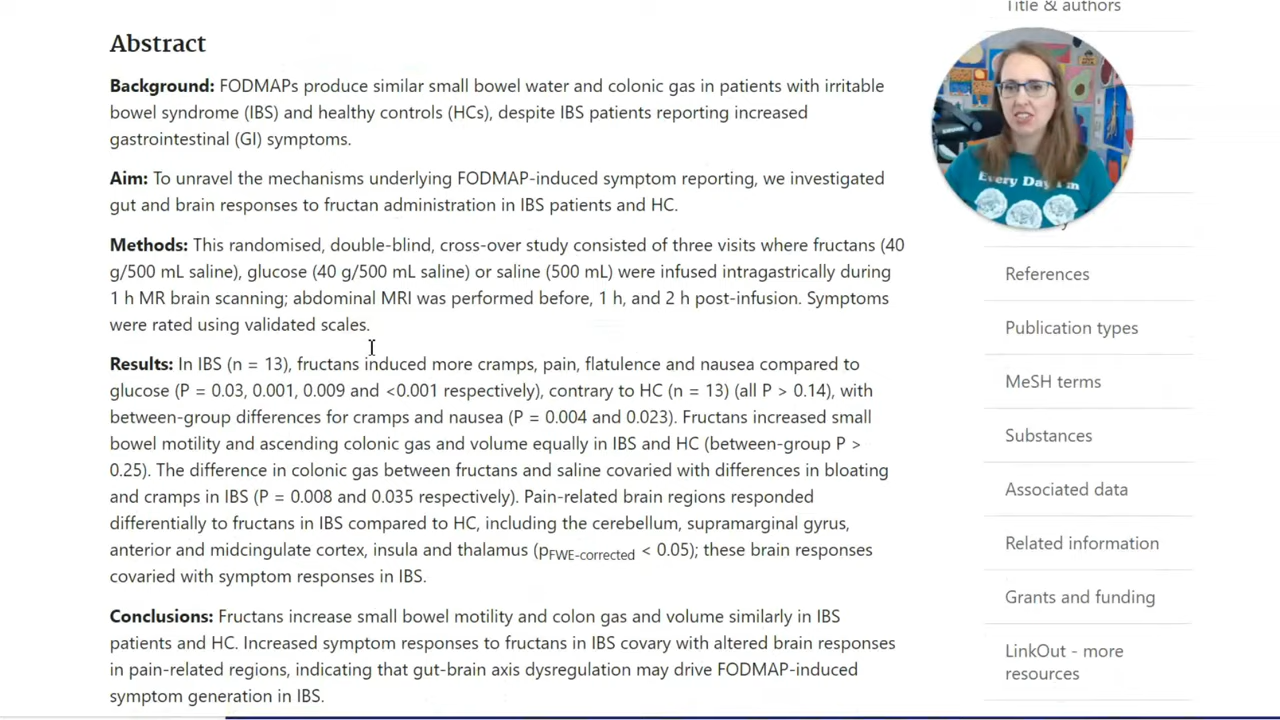 Abstract
Background: FODMAPs produce similar small bowel water and colonic gas in patients with irritable
bowel syndrome (IBS) and healthy controls (HCs), despite IBS patients reporting increased
gastrointestinal (GI) symptoms.
Aim: To unravel the mechanisms underlying FODMAP-induced symptom reporting, we investigated
gut and brain responses to fructan administration in IBS patients and HC.
Methods: This randomised, double-blind, cross-over study consisted of three visits where fructans (40
g/500 mL saline), glucose (40 g/500 mL saline) or saline (500 mL) were infused intragastrically during
1 h MR brain scanning; abdominal MRI was performed before, 1 h, and 2 h post-infusion. Symptoms
were rated using validated scales.
Results: In IBS (n = 13), fructans induced more cramps, pain, flatulence and nausea compared to
glucose (P = 0.03, 0.001, 0.009 and <0.001 respectively), contrary to HC (n = 13) (all P > 0.14), with
between-group differences for cramps and nausea (P = 0.004 and 0.023). Fructans increased small
bowel motility and ascending colonic gas and volume equally in IBS and HC (between-group P >
0.25). The difference in colonic gas between fructans and saline covaried with differences in bloating
and cramps in IBS (P = 0.008 and 0.035 respectively). Pain-related brain regions responded
differentially to fructans in IBS compared to HC, including the cerebellum, supramarginal gyrus,
anterior and midcingulate cortex, insula and thalamus (pFWE-corrected < 0.05); these brain responses
covaried with symptom responses in IBS.
Conclusions: Fructans increase small bowel motility and colon gas and volume similarly in IBS
patients and HC. Increased symptom responses to fructans in IBS covary with altered brain responses
in pain-related regions, indicating that gut-brain axis dysregulation may drive FODMAP-induced
symptom generation in IBS.
Title & authors
Every Day I'm
References
Publication types
MeSH terms
Substances
Associated data
Related information
Grants and funding
LinkOut - more
resources